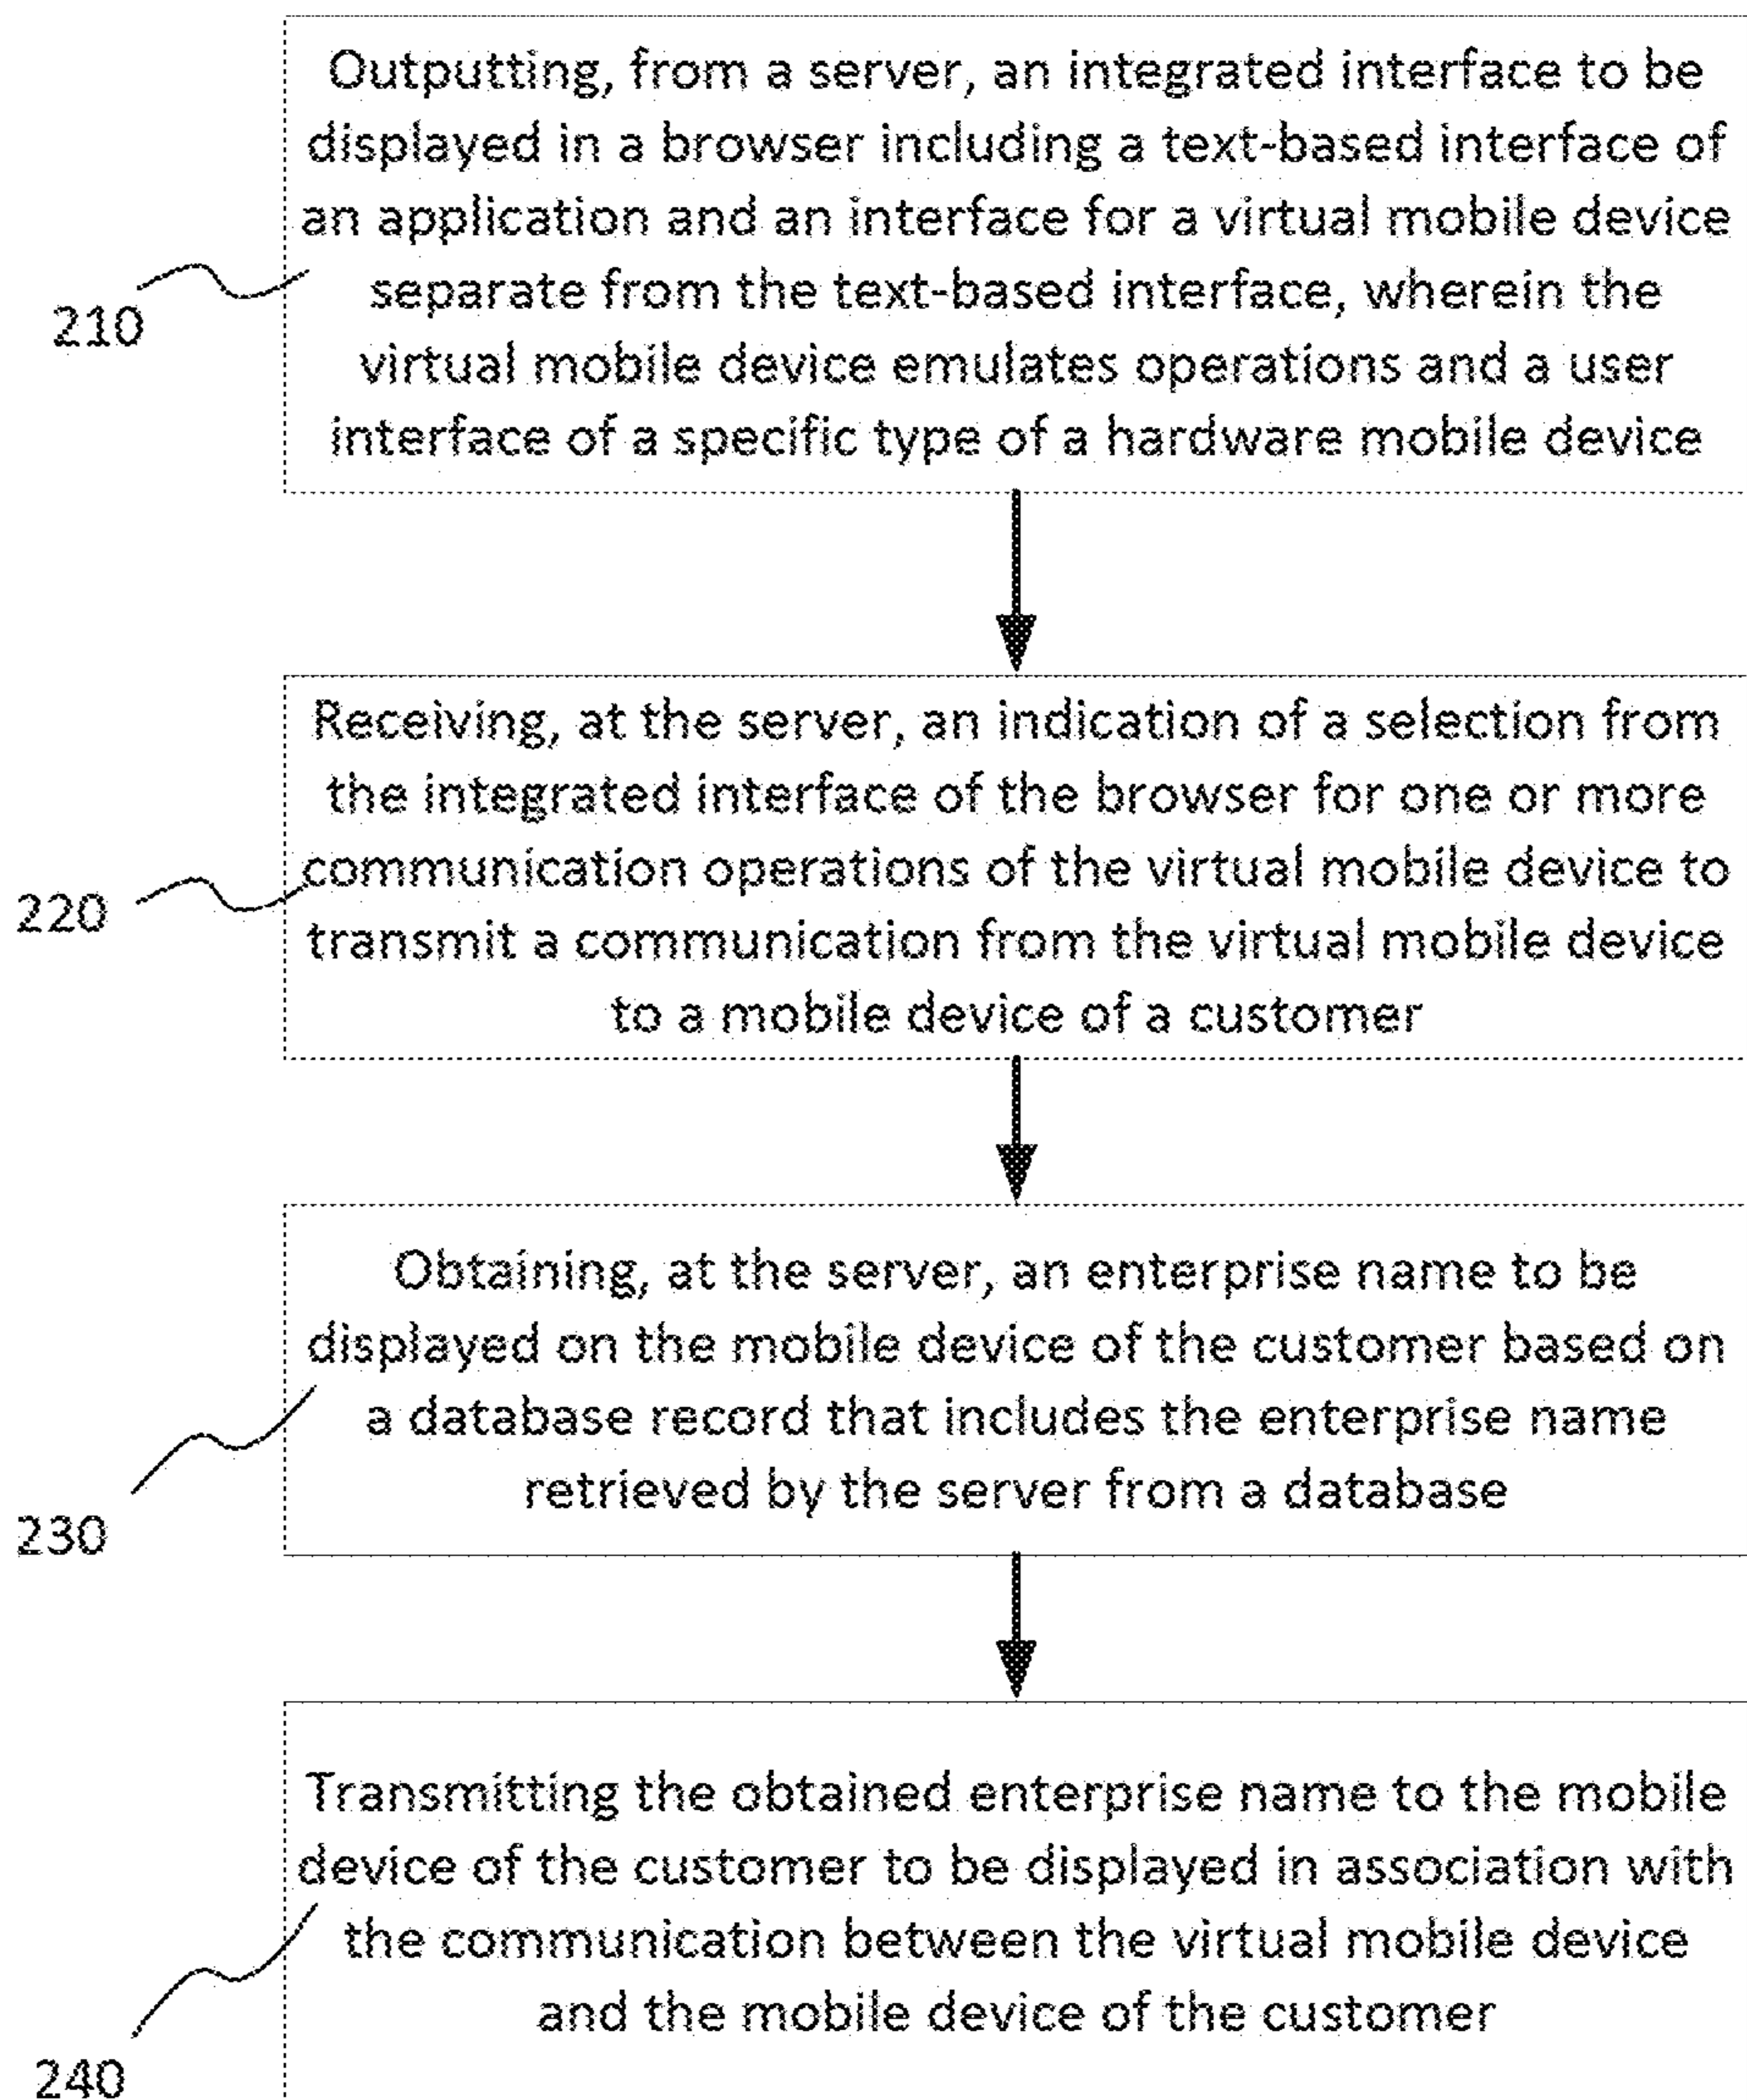 Outputting, from a server, an integrated interface to be
displayed in a browser including a text-based interface of
an application and an interface for a virtual mobile device
separate from the text-based interface, wherein the
virtual mobile device emulates operations and a user
interface of a specific type of a hardware mobile device
210
Receiving, at the server, an indication of a selection from
the integrated interface of the browser for one or more
communication operations of the virtual mobile device to
transmit a communication from the virtual mobile device
to a mobile device of a customer
220
Obtaining, at the server, an enterprise name to be
displayed on the mobile device of the customer based on
a database record that includes the enterprise name
retrieved by the server from a database
230
Transmitting the obtained enterprise name to the mobile
device of the customer to be displayed in association with
the communication between the virtual mobile device
and the mobile device of the customer
240